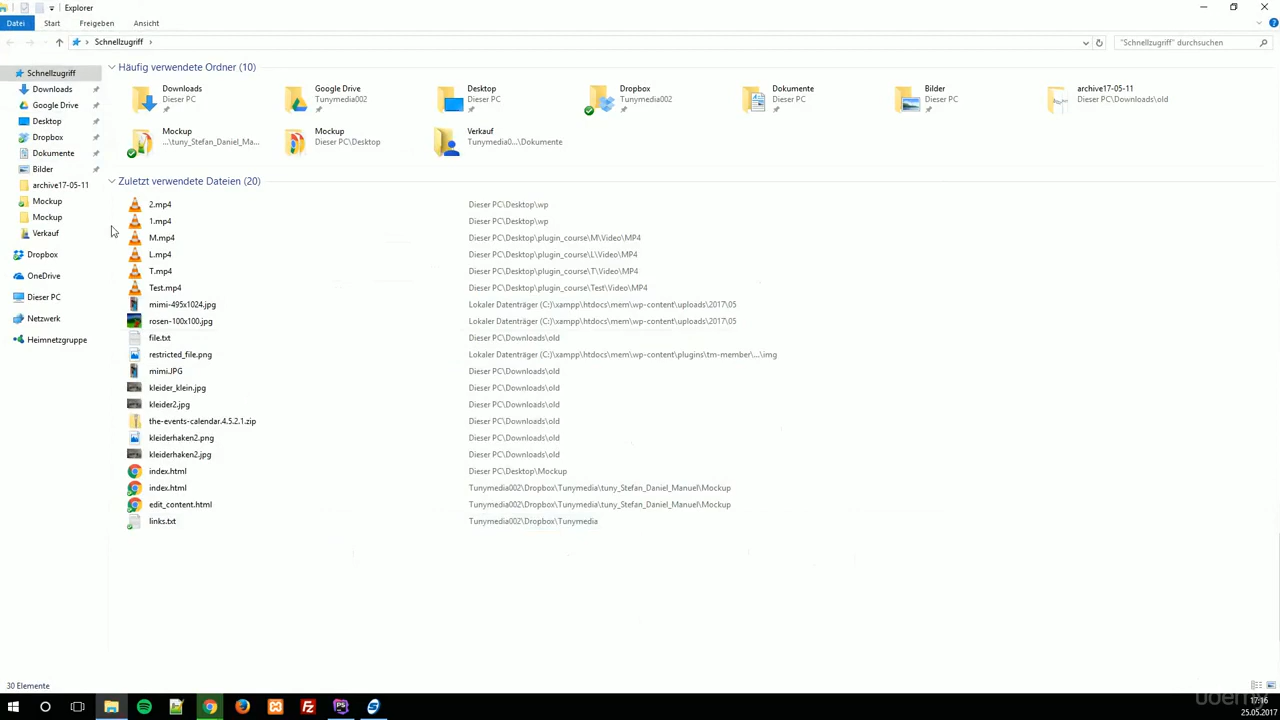 Explorer
Datei Start Freigeben Ansicht
Schnellzugriff "Schnellzugriff" durchsuchen
Schnellzugriff
Downloads
Google Drive
Desktop
Dropbox
Dokumente
Bilder
archive17-05-11
Mockup
Mockup
Verkauf
Dropbox
OneDrive
Dieser PC
Netzwerk
Heimnetzgruppe
Häufig verwendete Ordner (10)
Downloads
Dieser PC
Google Drive
Tunymedia002
Desktop
Dieser PC
Dropbox
Tunymedia002
Dokumente
Dieser PC
Bilder
Dieser PC
archive17-05-11
Dieser PC\Downloads\old
Mockup
...\tuny_Stefan_Daniel_Ma...
Mockup
Dieser PC\Desktop
Verkauf
Tunymedia0...\Dokumente
Zuletzt verwendete Dateien (20)
2.mp4 Dieser PC\Desktop\wp
1.mp4 Dieser PC\Desktop\wp
M.mp4 Dieser PC\Desktop\plugin_course\M\Video\MP4
L.mp4 Dieser PC\Desktop\plugin_course\L\Video\MP4
T.mp4 Dieser PC\Desktop\plugin_course\T\Video\MP4
Test.mp4 Dieser PC\Desktop\plugin_course\Test\Video\MP4
mimi-495x1024.jpg Lokaler Datenträger (C:)\xampp\htdocs\mem\wp-content\uploads\2017\05
rosen-100x100.jpg Lokaler Datenträger (C:)\xampp\htdocs\mem\wp-content\uploads\2017\05
file.txt Dieser PC\Downloads\old
restricted_file.png Lokaler Datenträger (C:)\xampp\htdocs\mem\wp-content\plugins\tm-member\...\img
mimi.JPG Dieser PC\Downloads\old
kleider_klein.jpg Dieser PC\Downloads\old
kleider2.jpg Dieser PC\Downloads\old
the-events-calendar.4.5.2.1.zip Dieser PC\Downloads\old
kleiderhaken2.png Dieser PC\Downloads\old
kleiderhaken2.jpg Dieser PC\Downloads\old
index.html Dieser PC\Desktop\Mockup
index.html Tunymedia002\Dropbox\Tunymedia\tuny_Stefan_Daniel_Manuel\Mockup
edit_content.html Tunymedia002\Dropbox\Tunymedia\tuny_Stefan_Daniel_Manuel\Mockup
links.txt Tunymedia002\Dropbox\Tunymedia
30 Elemente
udemy
17:16
25.05.2017